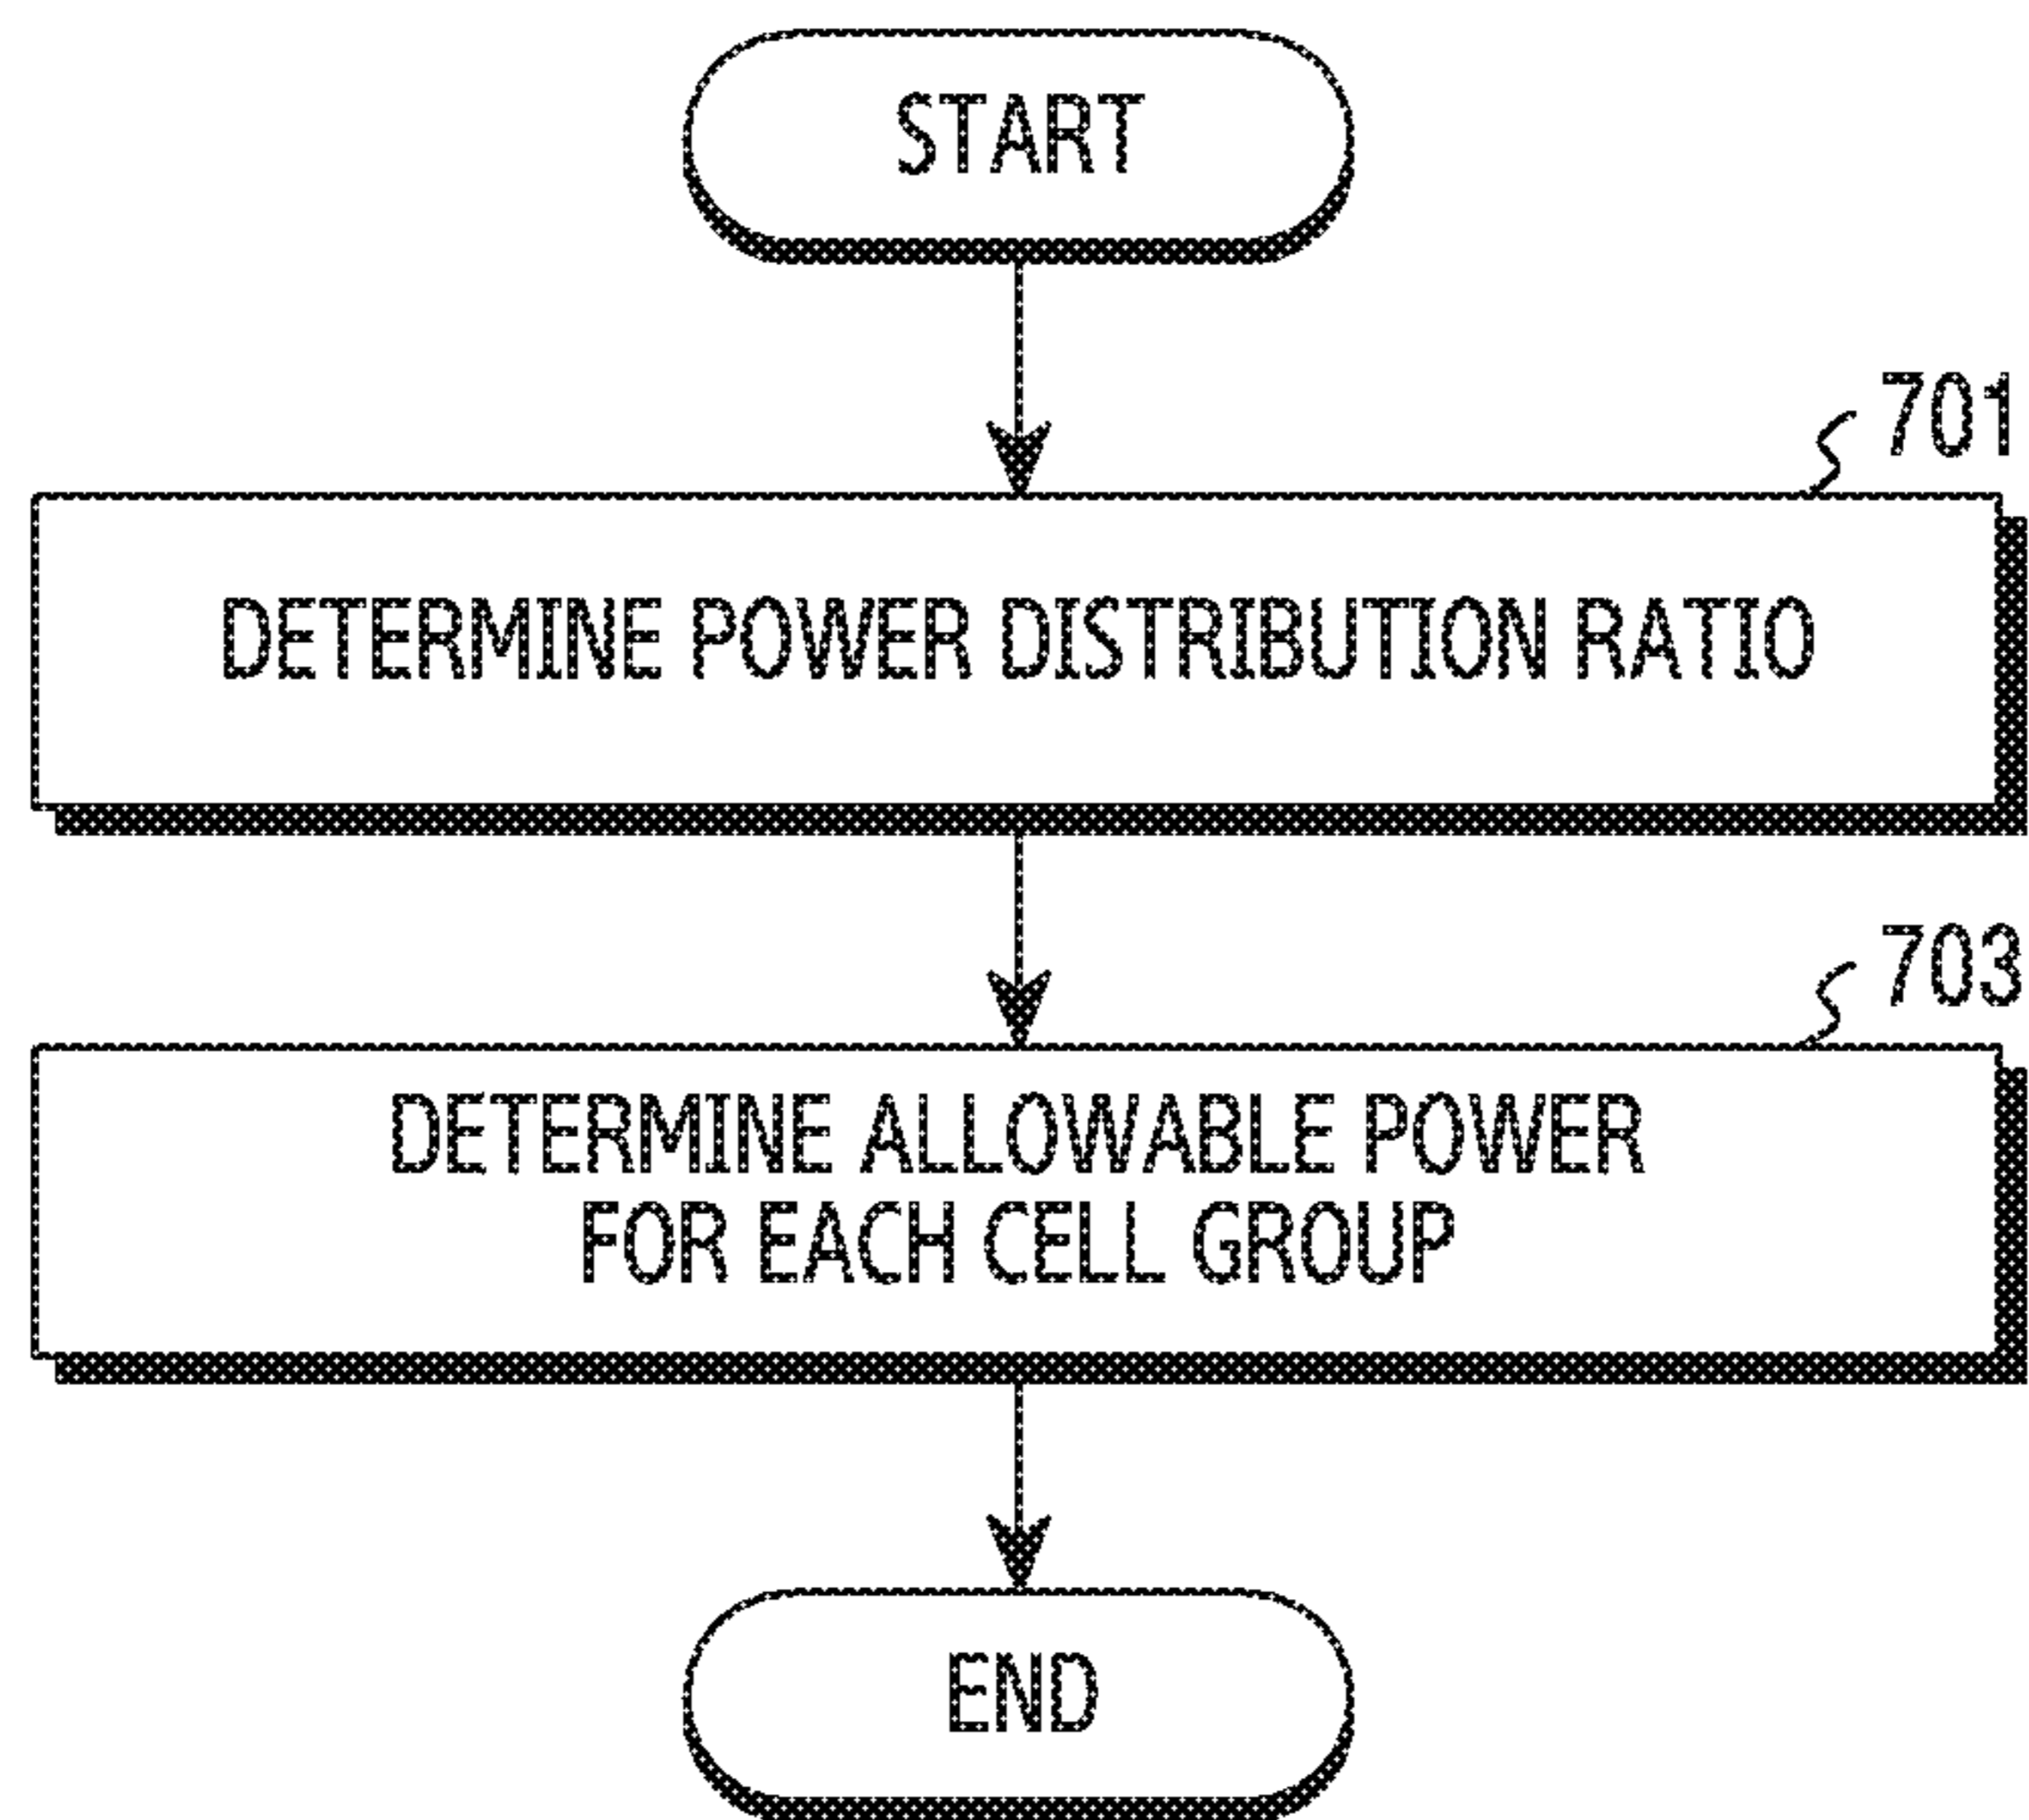 START
701
DETERMINE POWER DISTRIBUTION RATIO
703
DETERMINE ALLOWABLE POWER
FOR EACH CELL GROUP
END